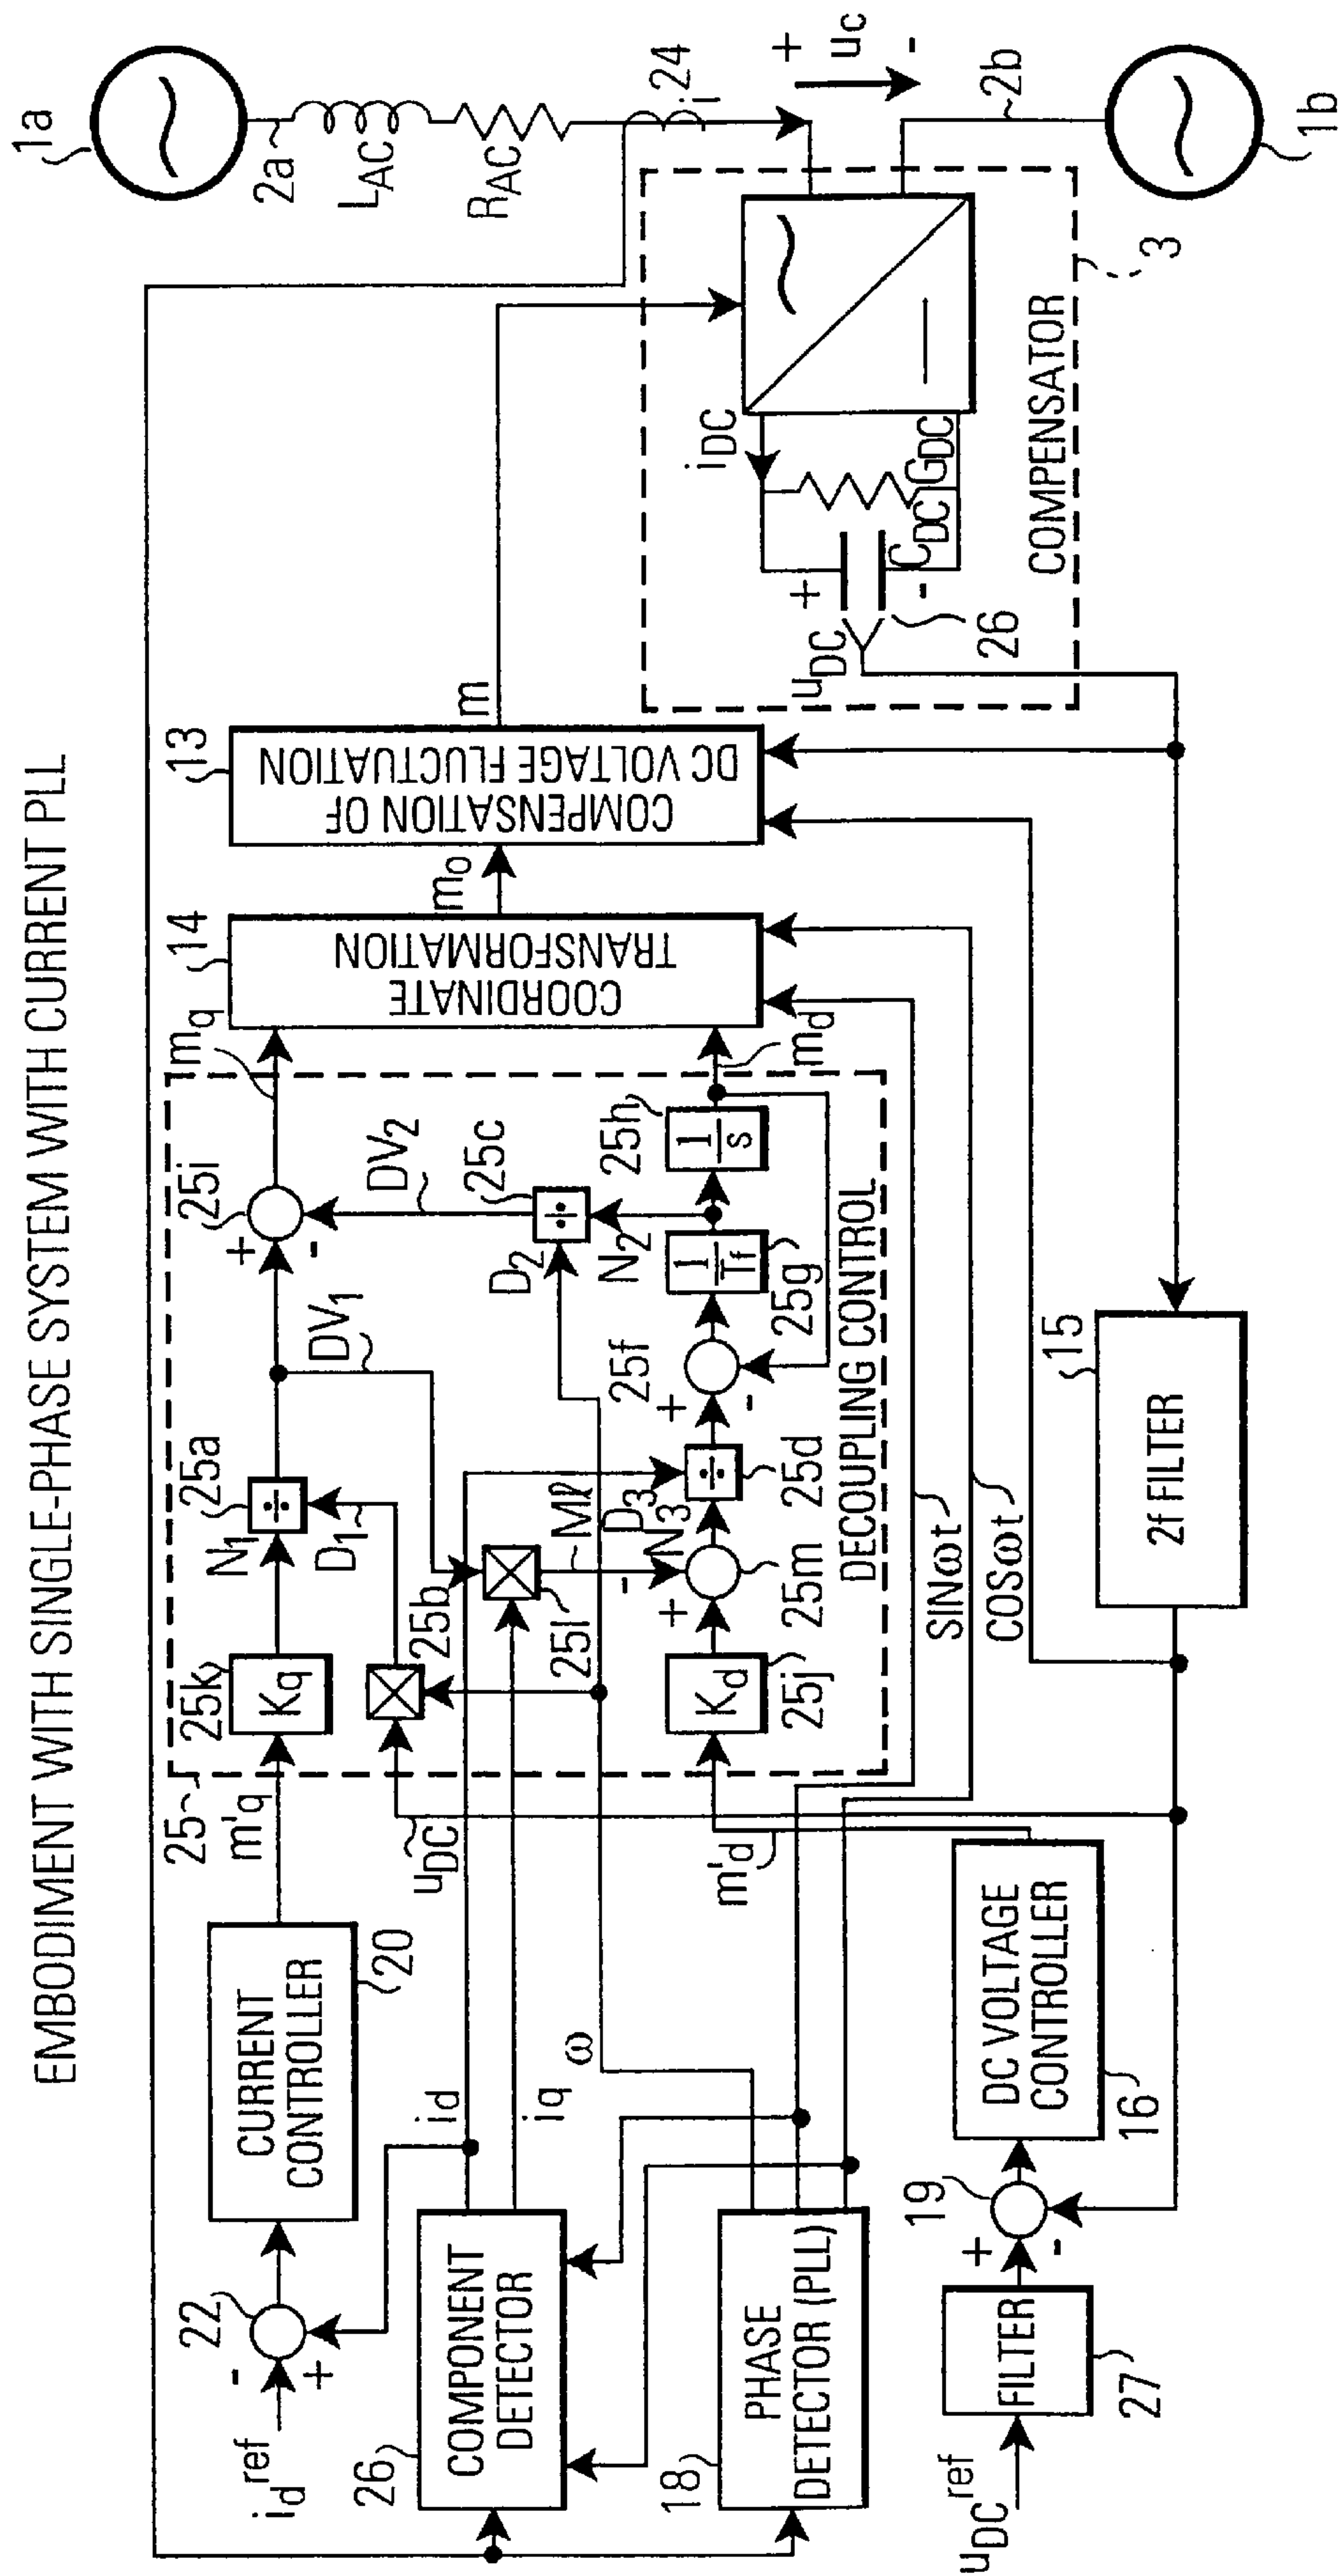 EMBODIMENT WITH SINGLE-PHASE SYSTEM WITH CURRENT PLL
i_d^ref
-
+
22
CURRENT
CONTROLLER
20
m'q
25
25k
Kq
N1
25a
÷
D1
DV1
+
-
25i
mq
14
COORDINATE
TRANSFORMATION
mo
13
COMPENSATION OF
DC VOLTAGE FLUCTUATION
m
1a
2a
LAC
RAC
24
i
+
uc
-
2b
1b
26
COMPONENT
DETECTOR
id
iq
uDC
25b
25l
Mℓ
-
+
D2
÷
25c
DV2
N2
18
PHASE
DETECTOR (PLL)
ω
m'd
Kd
25j
25m
N3
D3
÷
25d
+
-
25f
1
Tf
25g
1
s
25h
md
DECOUPLING CONTROL
SINωt
COSωt
iDC
GDC
CDC
+
-
uDC
26
COMPENSATOR
3
uDC^ref
FILTER
27
+
-
19
DC VOLTAGE
CONTROLLER
16
15
2f FILTER